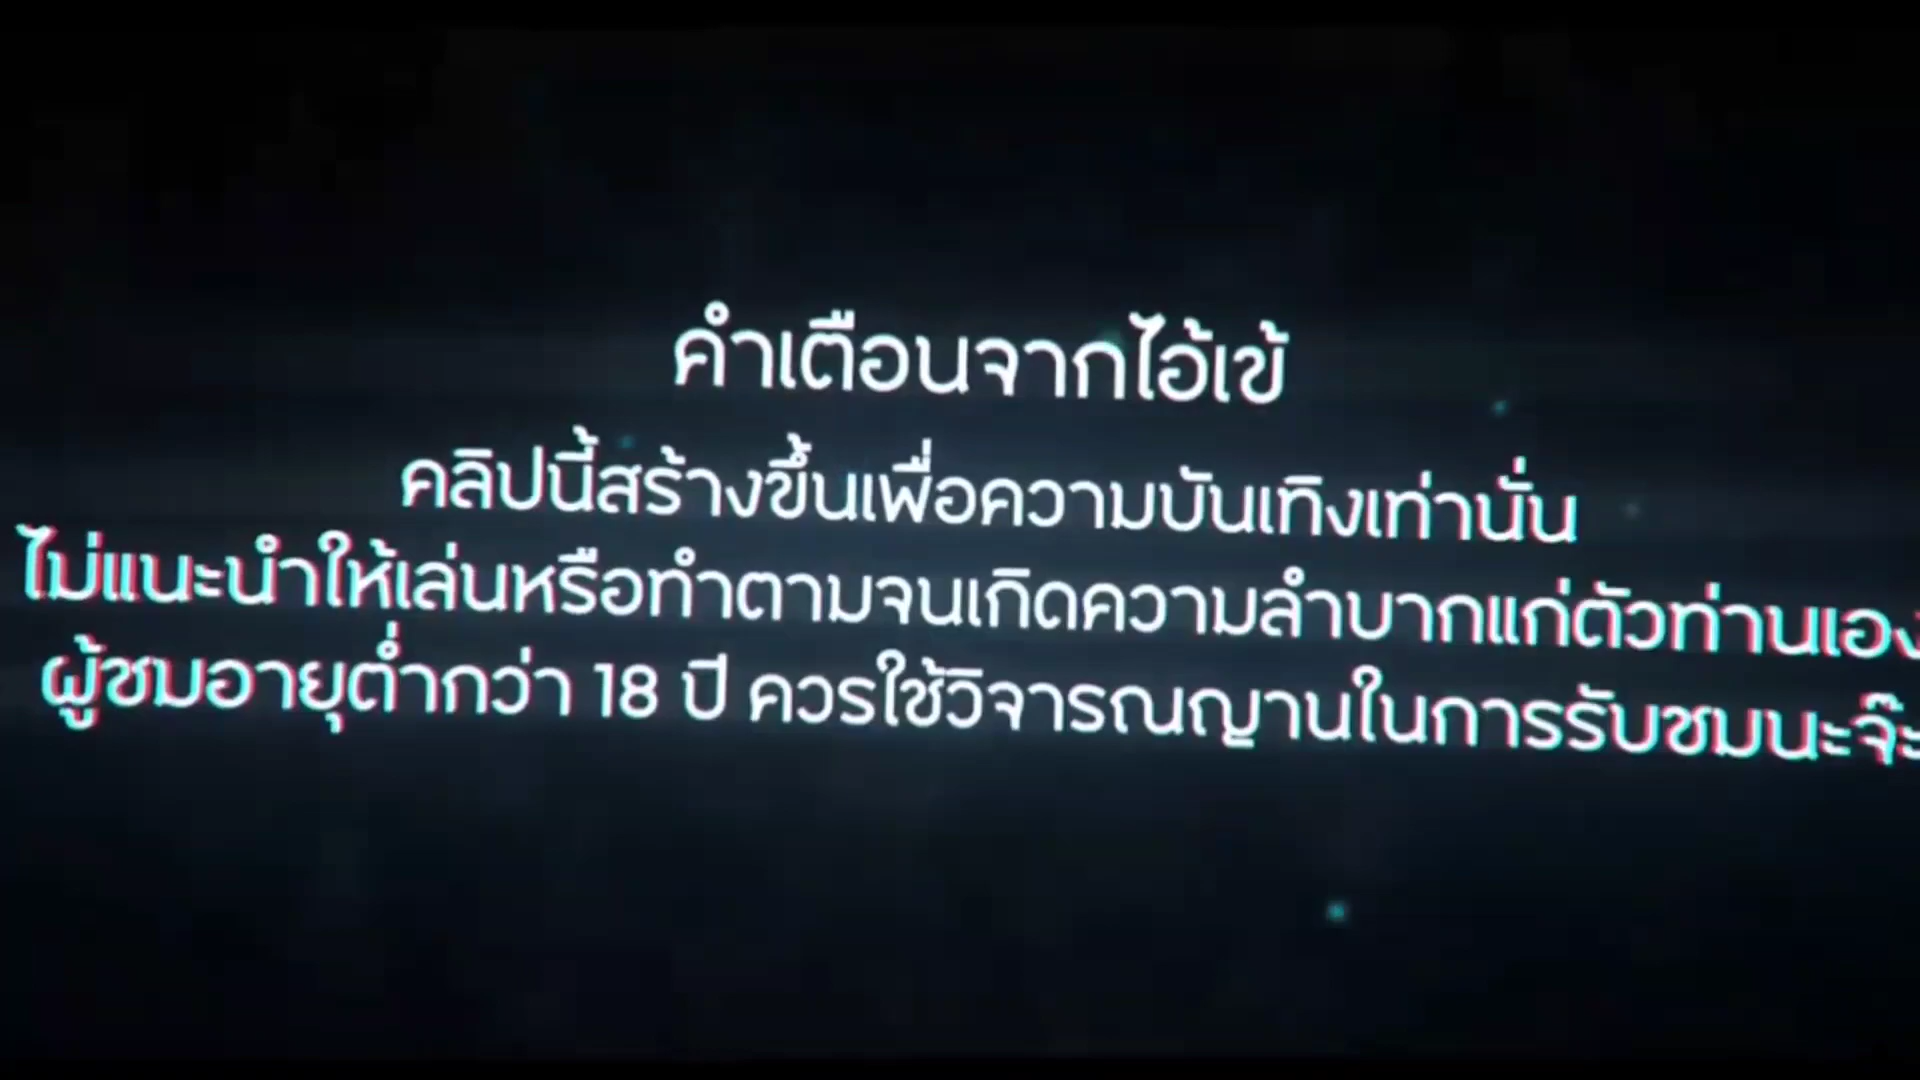 คำเตือนจากไอ้เข้
คลิปนี้สร้างขึ้นเพื่อความบันเทิงเท่านั่น
ไม่แนะนำให้เล่นหรือทำตามจนเกิดความลำบากแก่ตัวท่านเอง
ผู้ชมอายุต่ำกว่า 18 ปี ควรใช้วิจารณญานในการรับชมนะจ๊ะ